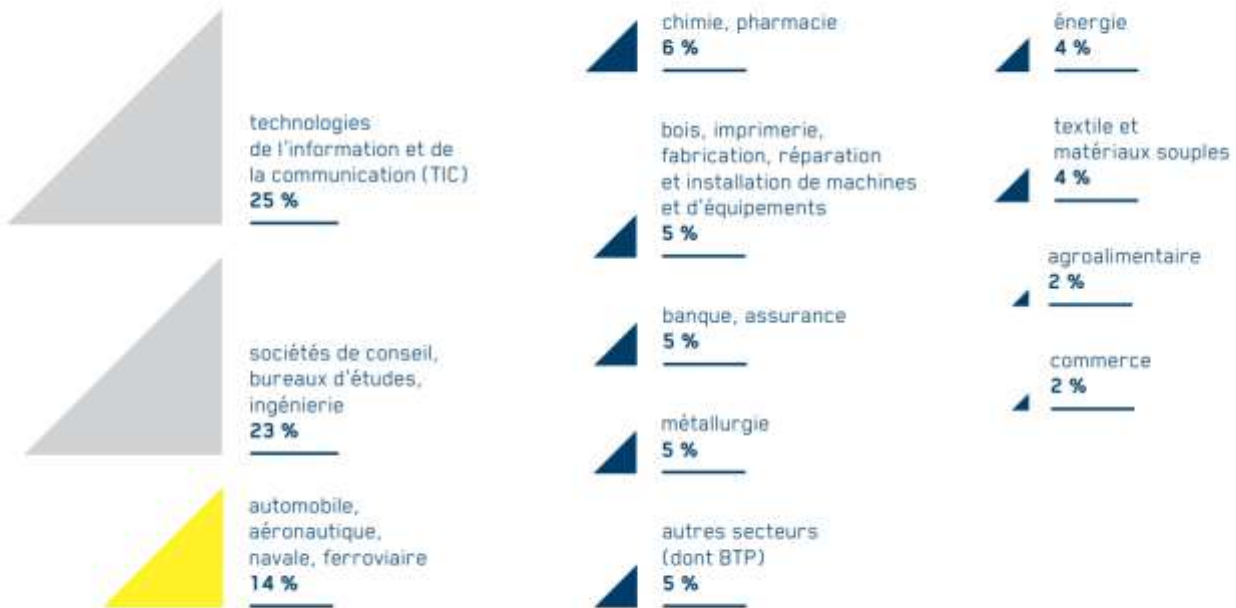 technologies
de l'information et de
la communication (TIC)
25 %
sociétés de conseil,
bureaux d'études,
ingénierie
23 %
automobile,
aéronautique,
navale, ferroviaire
14 %
chimie, pharmacie
6 %
bois, imprimerie,
fabrication, réparation
et installation de machines
et d'équipements
5 %
banque, assurance
5 %
métallurgie
5 %
autres secteurs
(dont BTP)
5 %
énergie
4 %
textile et
matériaux souples
4 %
agroalimentaire
2 %
commerce
2 %